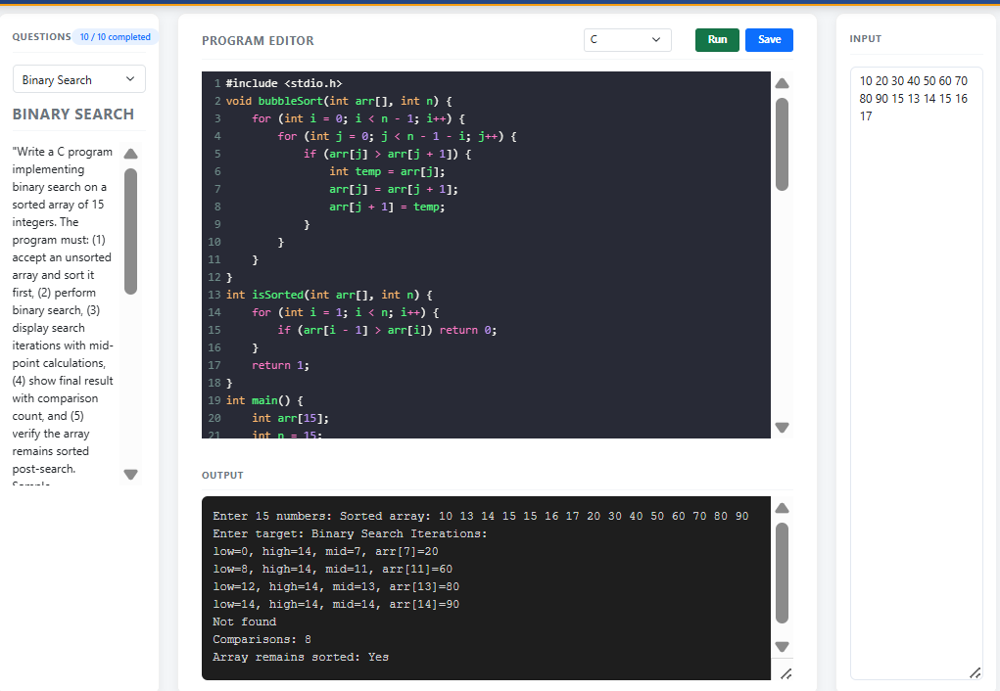 QUESTIONS 10 / 10 completed
Binary Search
BINARY SEARCH
"Write a C program
implementing
binary search on a
sorted array of 15
integers. The
program must: (1)
accept an unsorted
array and sort it
first, (2) perform
binary search, (3)
display search
iterations with mid-
point calculations,
(4) show final result
with comparison
count, and (5)
verify the array
remains sorted
post-search.
Sample
PROGRAM EDITOR
C
Run
Save
1 #include <stdio.h>
2 void bubbleSort(int arr[], int n) {
3     for (int i = 0; i < n - 1; i++) {
4         for (int j = 0; j < n - 1 - i; j++) {
5             if (arr[j] > arr[j + 1]) {
6                 int temp = arr[j];
7                 arr[j] = arr[j + 1];
8                 arr[j + 1] = temp;
9             }
10         }
11     }
12 }
13 int isSorted(int arr[], int n) {
14     for (int i = 1; i < n; i++) {
15         if (arr[i - 1] > arr[i]) return 0;
16     }
17     return 1;
18 }
19 int main() {
20     int arr[15];
21     int n = 15;
OUTPUT
Enter 15 numbers: Sorted array: 10 13 14 15 15 16 17 20 30 40 50 60 70 80 90
Enter target: Binary Search Iterations:
low=0, high=14, mid=7, arr[7]=20
low=8, high=14, mid=11, arr[11]=60
low=12, high=14, mid=13, arr[13]=80
low=14, high=14, mid=14, arr[14]=90
Not found
Comparisons: 8
Array remains sorted: Yes
INPUT
10 20 30 40 50 60 70
80 90 15 13 14 15 16
17